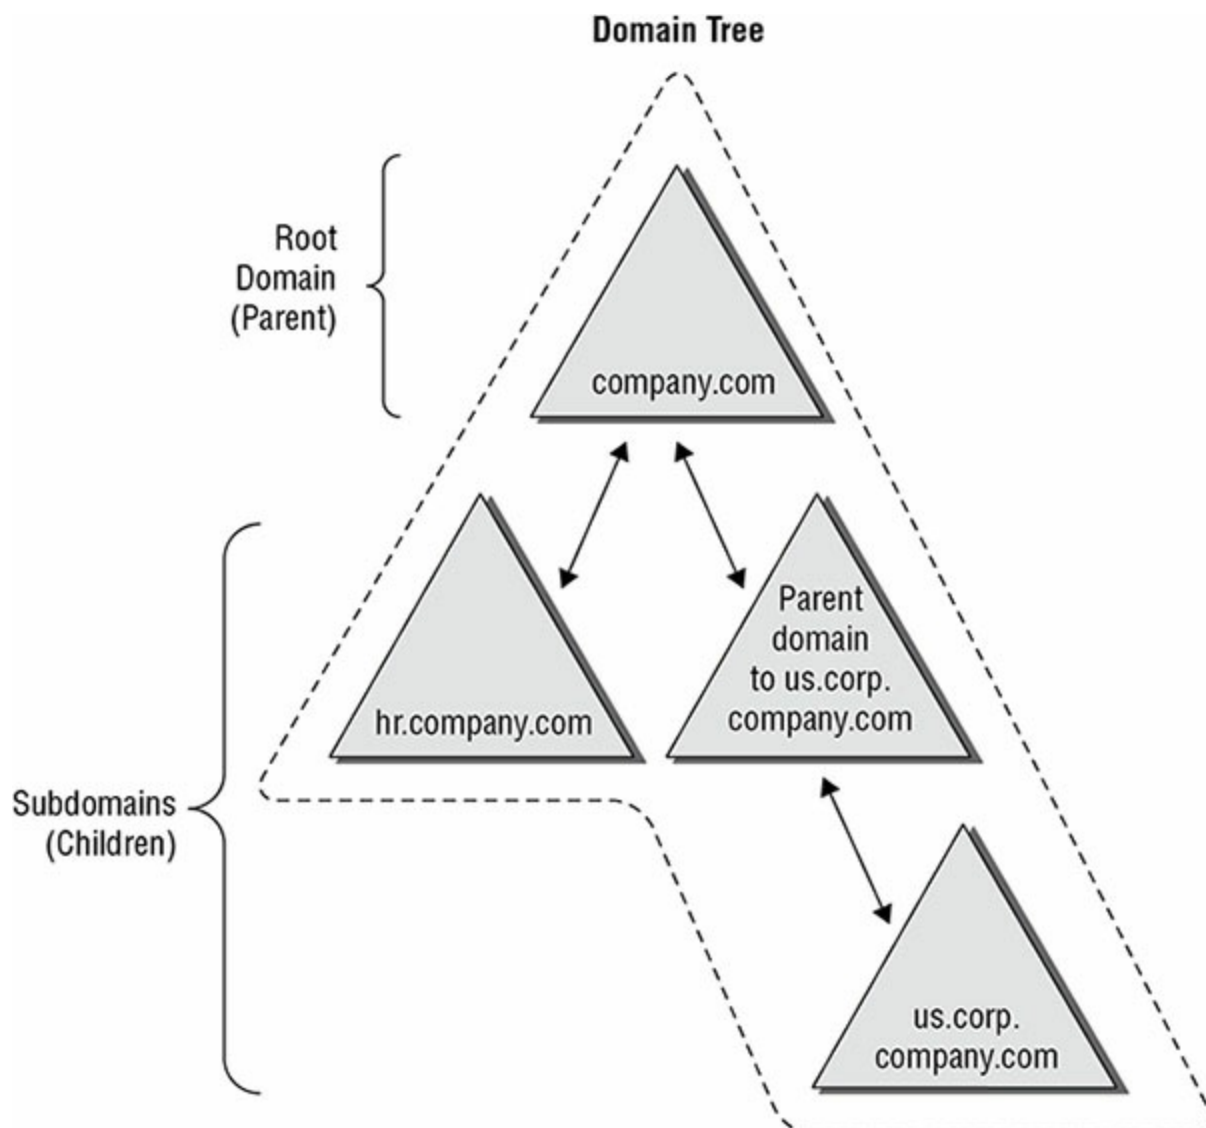 Domain Tree
Root
Domain
(Parent)
company.com
Parent
domain
to us.corp.
company.com
hr.company.com
Subdomains
(Children)
us.corp.
company.com